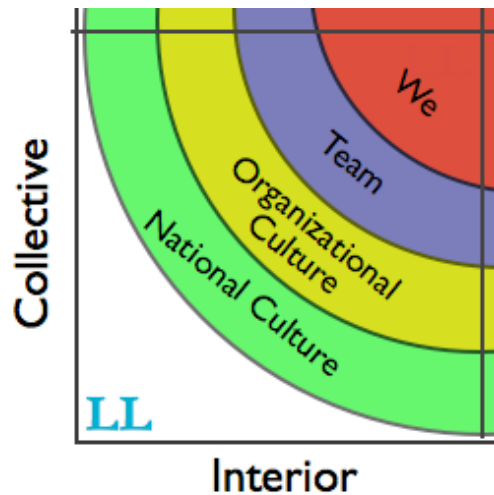 We
Team
Organizational
Culture
National Culture
Collective
LL
Interior